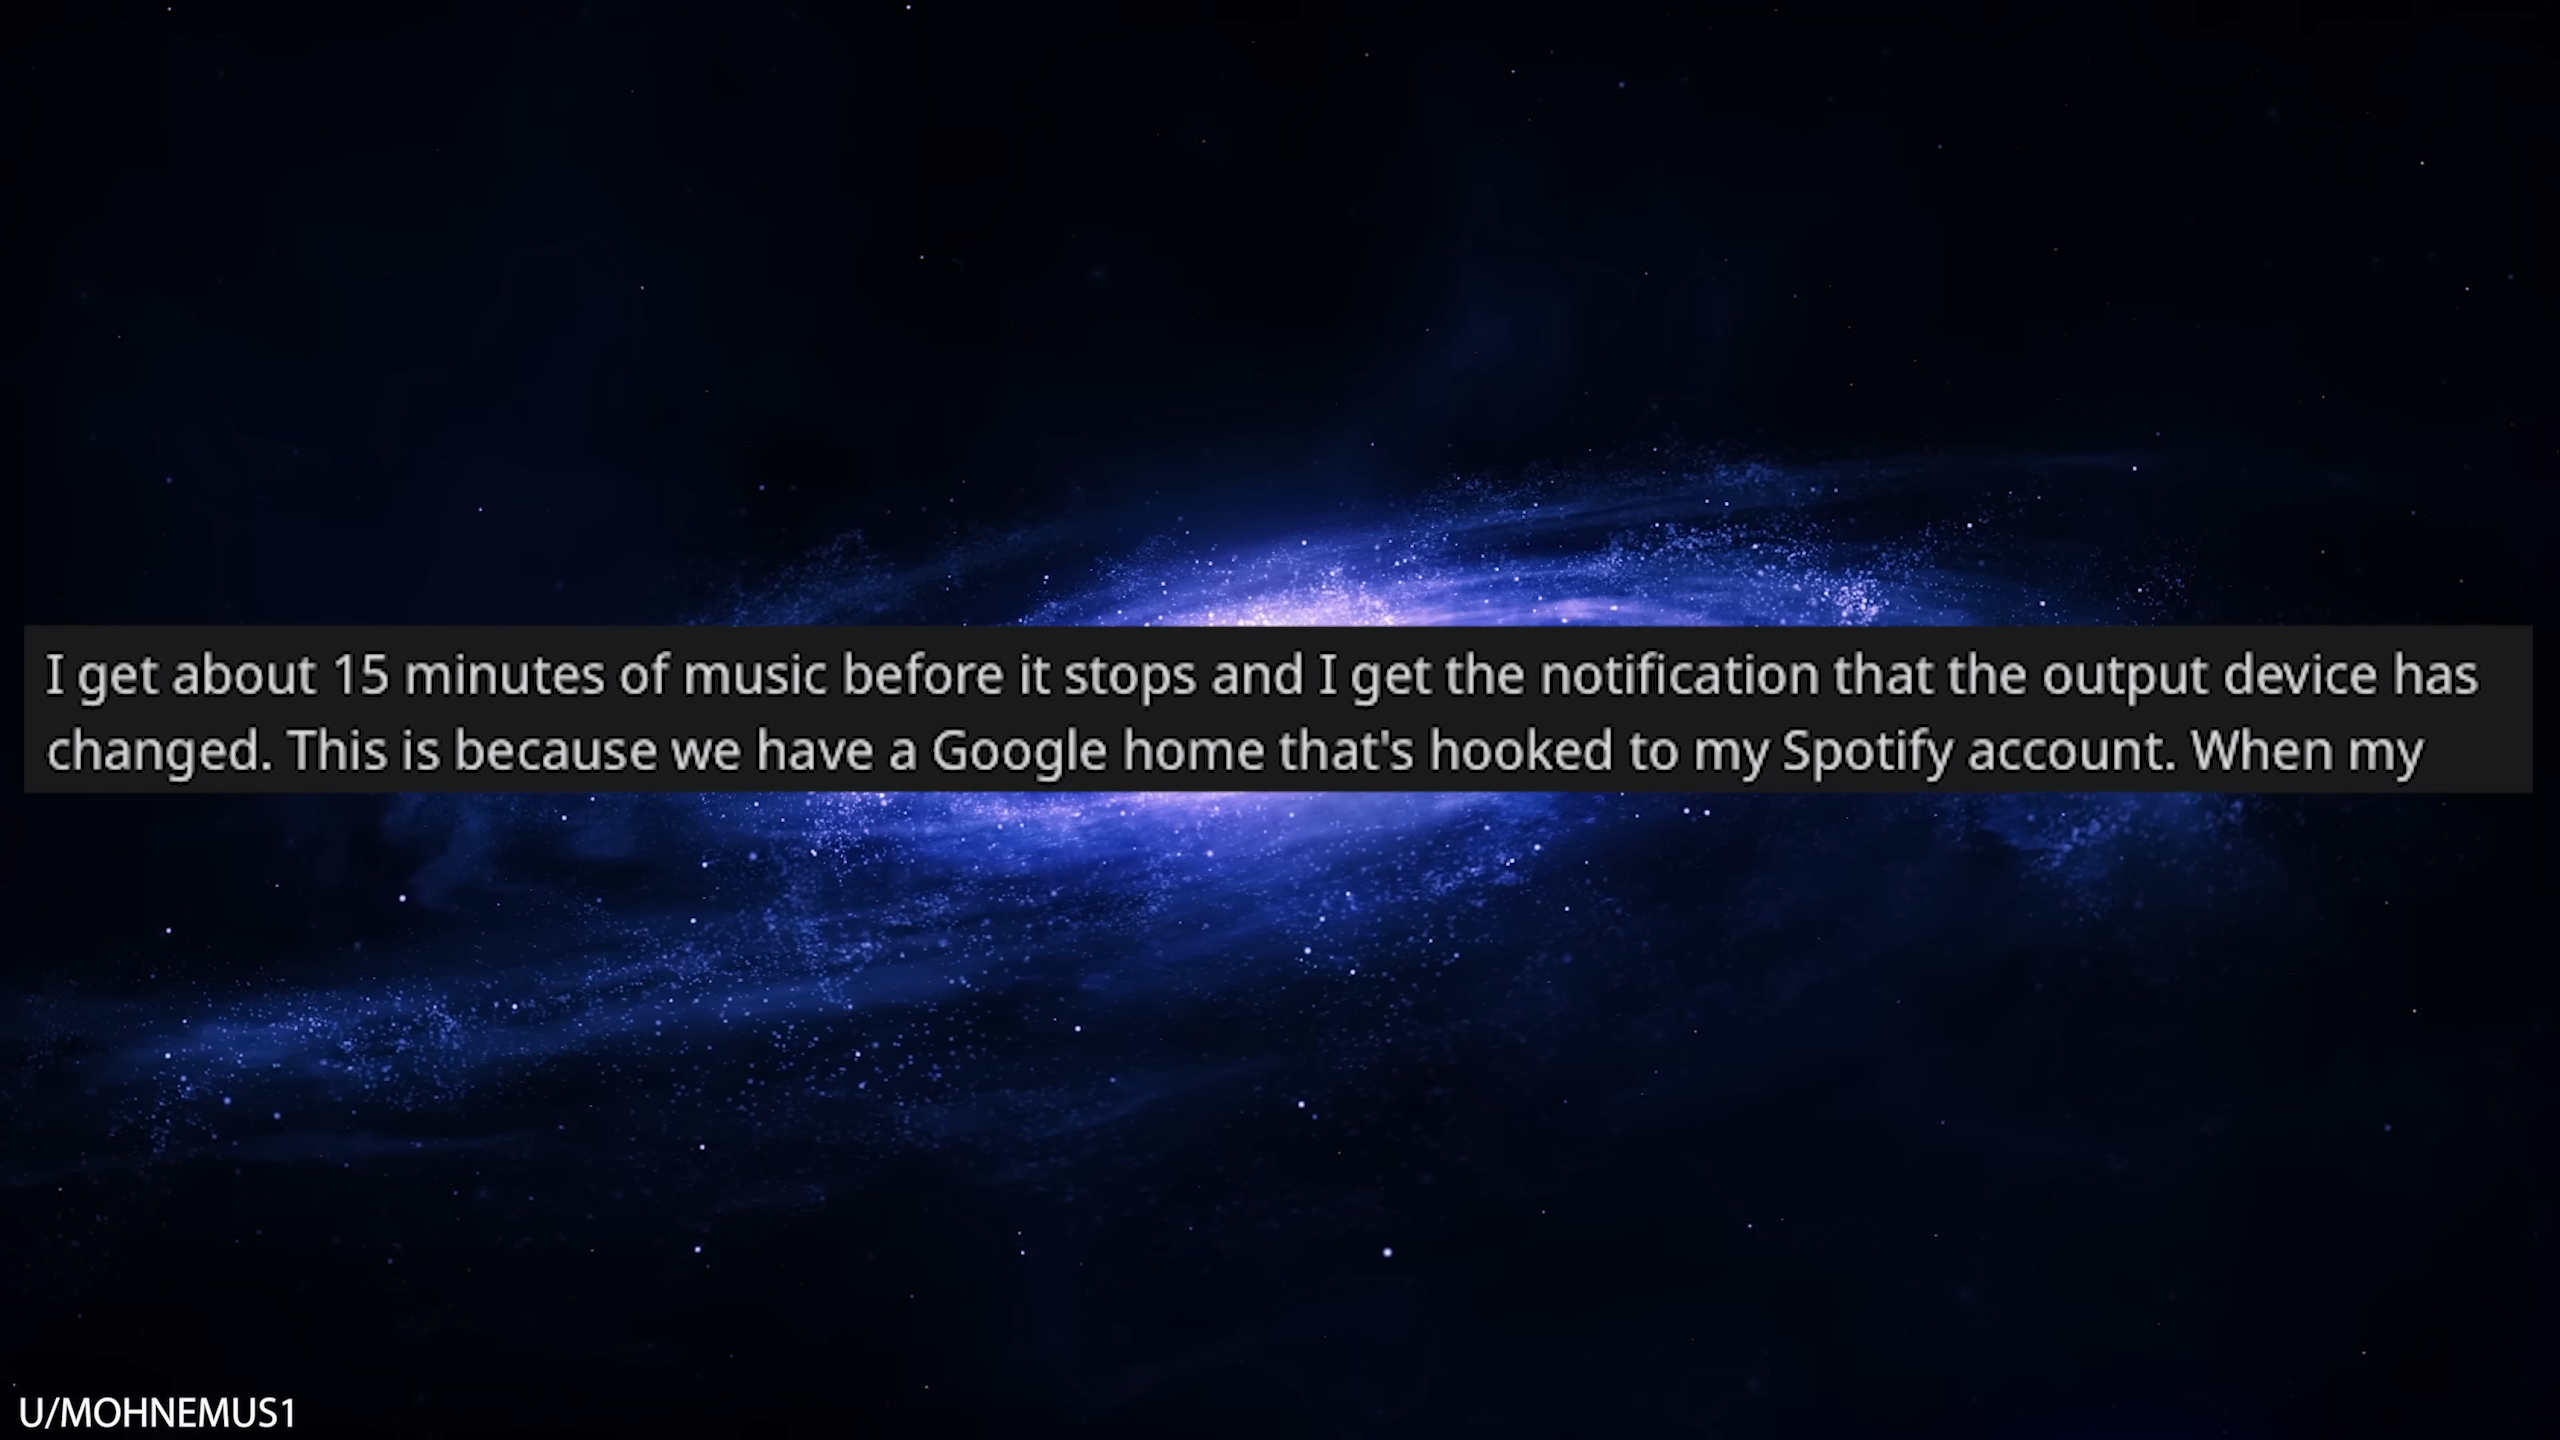 I get about 15 minutes of music before it stops and I get the notification that the output device has
changed. This is because we have a Google home that's hooked to my Spotify account. When my
U/MOHNEMUS1